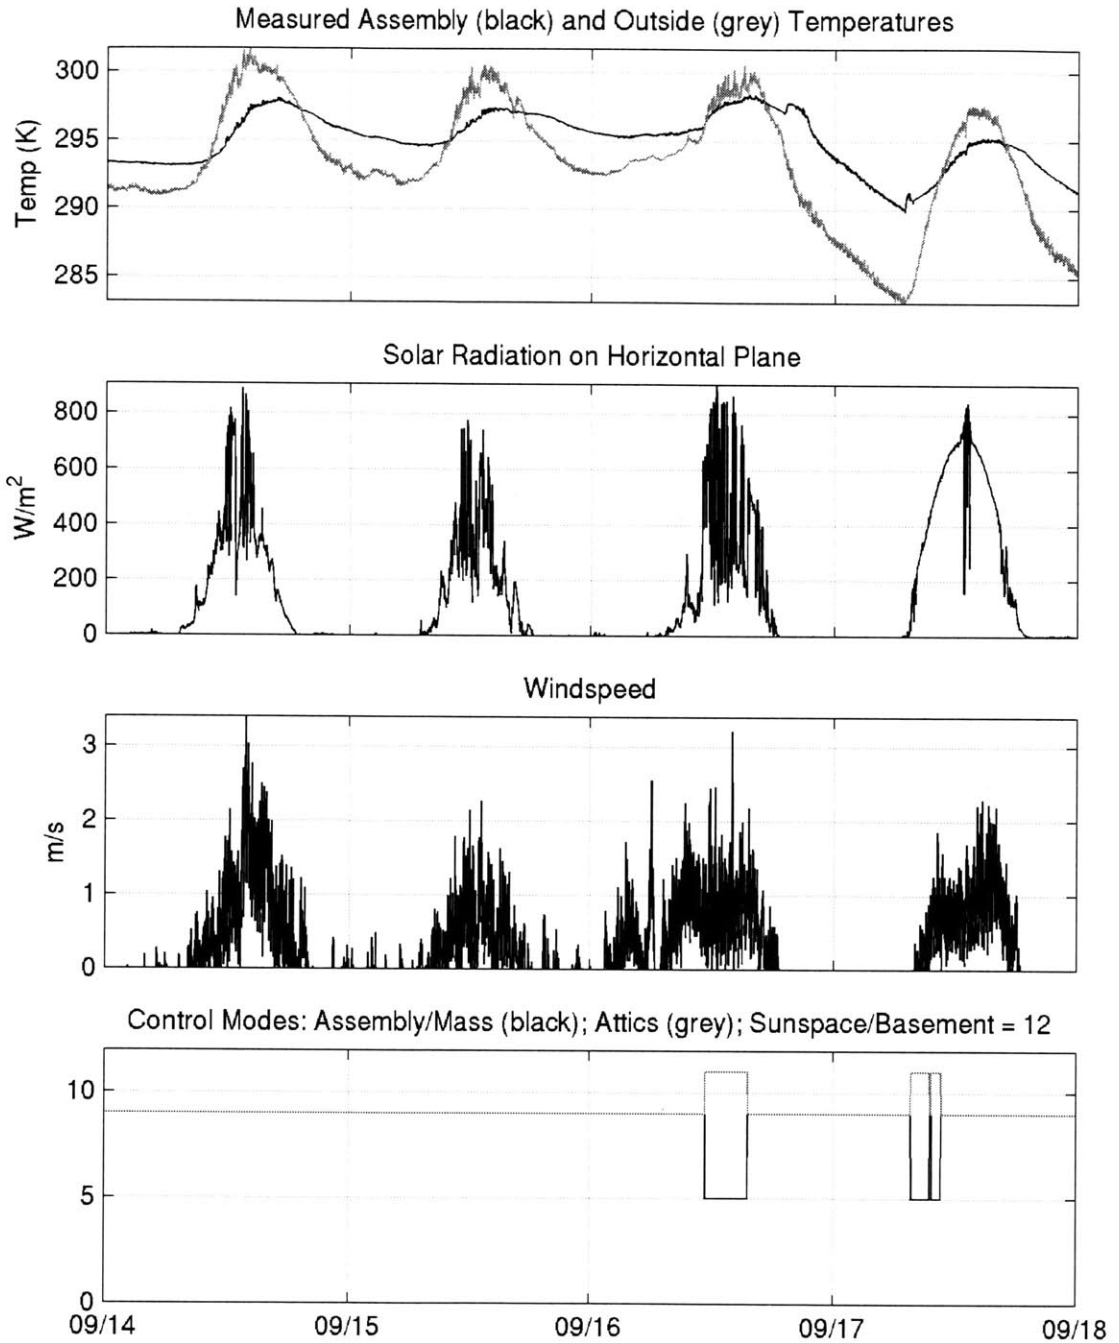 Measured Assembly (black) and Outside (grey) Temperatures
300
295
290
285
Temp (K)
Solar Radiation on Horizontal Plane
800
600
400
200
0
W/m²
Windspeed
3
2
1
0
m/s
Control Modes: Assembly/Mass (black); Attics (grey); Sunspace/Basement = 12
10
5
0
09/14 09/15 09/16 09/17 09/18